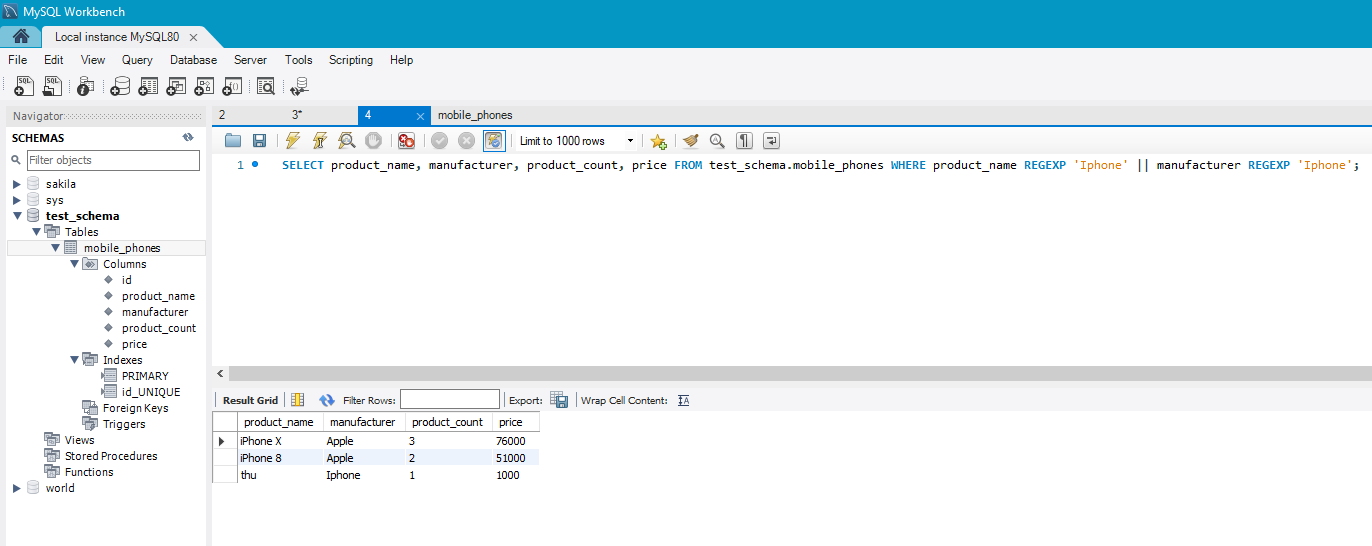 MySQL Workbench
Local instance MySQL80
File Edit View Query Database Server Tools Scripting Help
Navigator
SCHEMAS
Filter objects
sakila
sys
test_schema
Tables
mobile_phones
Columns
id
product_name
manufacturer
product_count
price
Indexes
PRIMARY
id_UNIQUE
Foreign Keys
Triggers
Views
Stored Procedures
Functions
world
2 3* 4 mobile_phones
Limit to 1000 rows
1 SELECT product_name, manufacturer, product_count, price FROM test_schema.mobile_phones WHERE product_name REGEXP 'Iphone' || manufacturer REGEXP 'Iphone';
Result Grid Filter Rows: Export: Wrap Cell Content:
product_name manufacturer product_count price
iPhone X Apple 3 76000
iPhone 8 Apple 2 51000
thu Iphone 1 1000